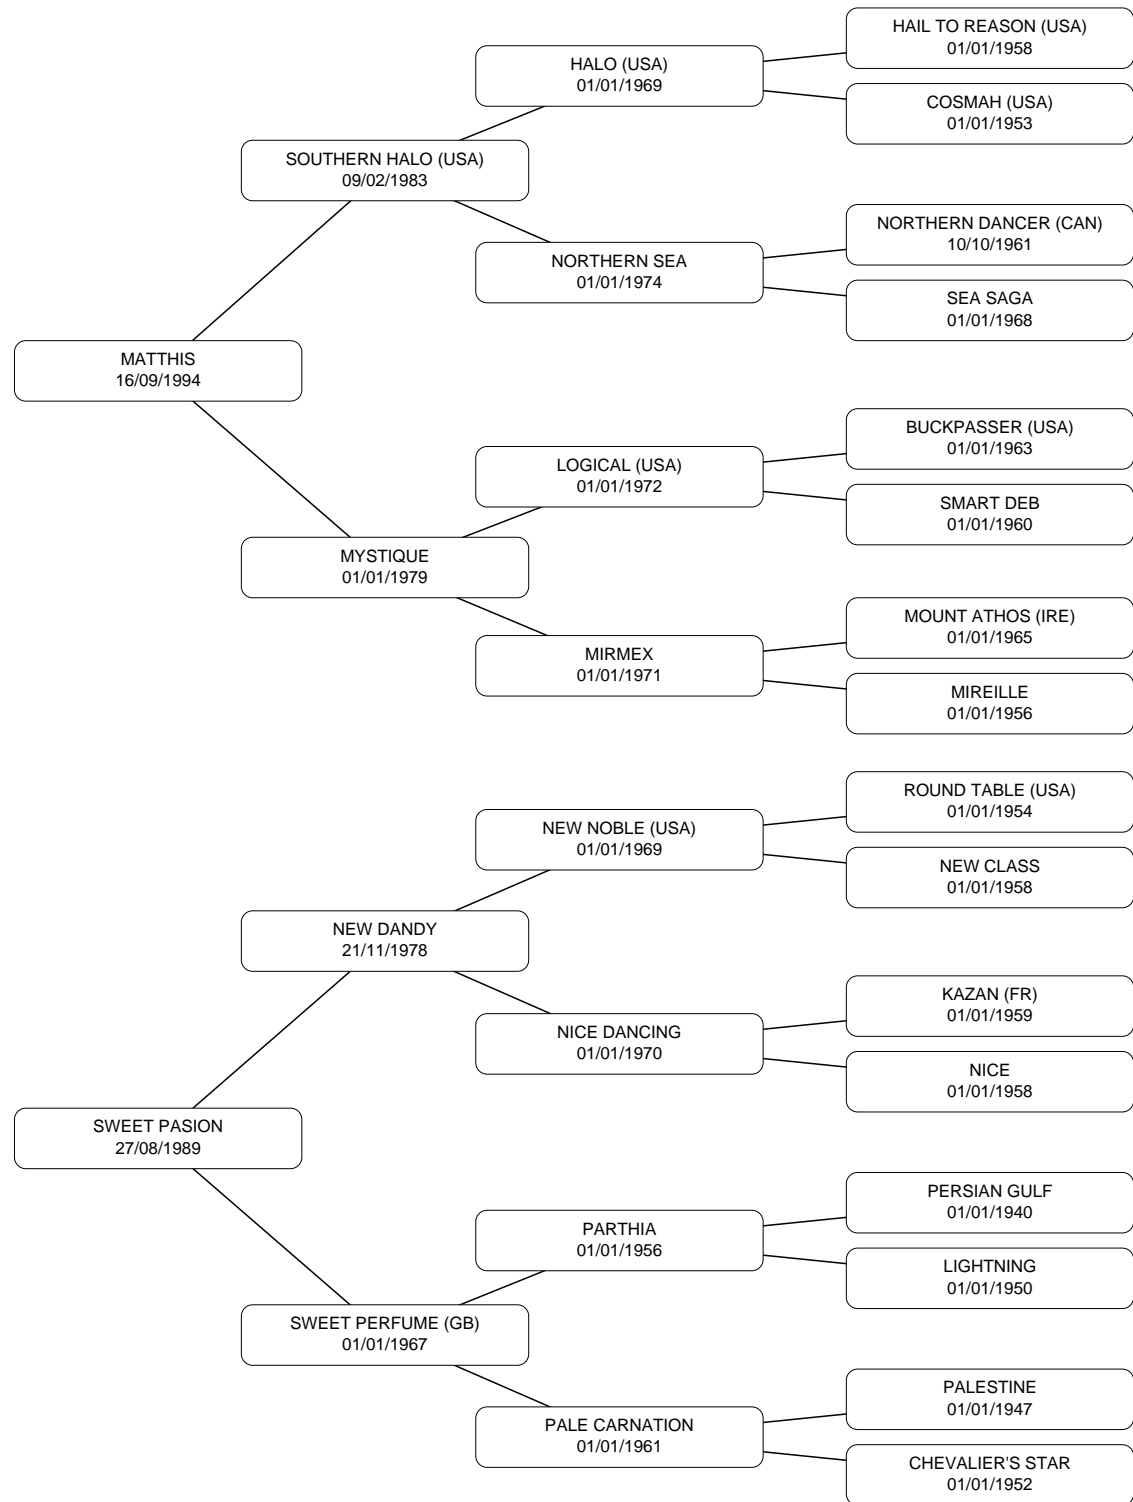 HAIL TO REASON (USA)
01/01/1958
HALO (USA)
01/01/1969
COSMAH (USA)
01/01/1953
SOUTHERN HALO (USA)
09/02/1983
NORTHERN DANCER (CAN)
10/10/1961
NORTHERN SEA
01/01/1974
SEA SAGA
01/01/1968
MATTHIS
16/09/1994
BUCKPASSER (USA)
01/01/1963
LOGICAL (USA)
01/01/1972
SMART DEB
01/01/1960
MYSTIQUE
01/01/1979
MOUNT ATHOS (IRE)
01/01/1965
MIRMEX
01/01/1971
MIREILLE
01/01/1956
ROUND TABLE (USA)
01/01/1954
NEW NOBLE (USA)
01/01/1969
NEW CLASS
01/01/1958
NEW DANDY
21/11/1978
KAZAN (FR)
01/01/1959
NICE DANCING
01/01/1970
NICE
01/01/1958
SWEET PASION
27/08/1989
PERSIAN GULF
01/01/1940
PARTHIA
01/01/1956
LIGHTNING
01/01/1950
SWEET PERFUME (GB)
01/01/1967
PALESTINE
01/01/1947
PALE CARNATION
01/01/1961
CHEVALIER'S STAR
01/01/1952